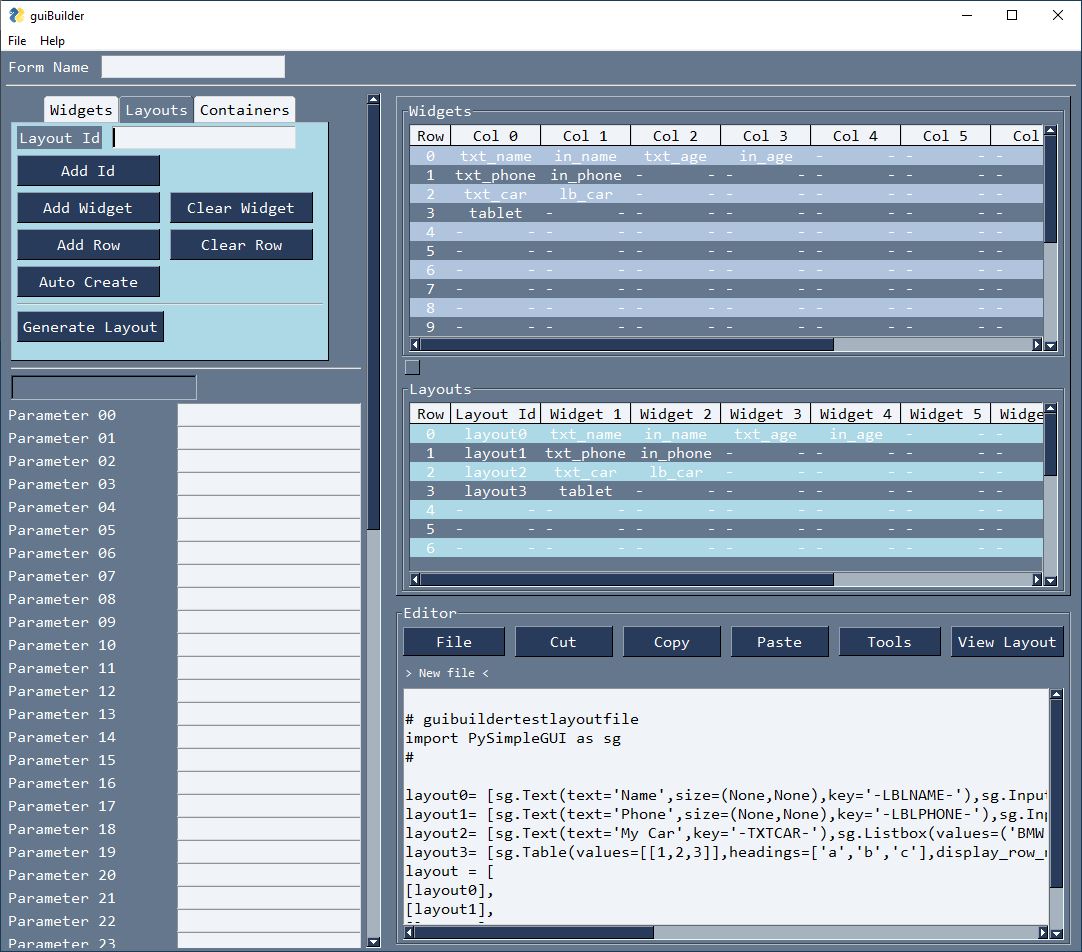 guiBuilder
File Help
Form Name
Widgets Layouts Containers
Layout Id
Add Id
Add Widget Clear Widget
Add Row Clear Row
Auto Create
Generate Layout
Parameter 00
Parameter 01
Parameter 02
Parameter 03
Parameter 04
Parameter 05
Parameter 06
Parameter 07
Parameter 08
Parameter 09
Parameter 10
Parameter 11
Parameter 12
Parameter 13
Parameter 14
Parameter 15
Parameter 16
Parameter 17
Parameter 18
Parameter 19
Parameter 20
Parameter 21
Parameter 22
Parameter 23
Widgets
Row Col 0 Col 1 Col 2 Col 3 Col 4 Col 5 Col
0 txt_name in_name txt_age in_age - - - - -
1 txt_phone in_phone - - - - - - - - -
2 txt_car lb_car - - - - - - - - -
3 tablet - - - - - - - - - - -
4 - - - - - - - - - - - - -
5 - - - - - - - - - - - - -
6 - - - - - - - - - - - - -
7 - - - - - - - - - - - - -
8 - - - - - - - - - - - - -
9 - - - - - - - - - - - - -
Layouts
Row Layout Id Widget 1 Widget 2 Widget 3 Widget 4 Widget 5 Widge
0 layout0 txt_name in_name txt_age in_age - - -
1 layout1 txt_phone in_phone - - - - - - -
2 layout2 txt_car lb_car - - - - - - -
3 layout3 tablet - - - - - - - - -
4 - - - - - - - - - - - - -
5 - - - - - - - - - - - - -
6 - - - - - - - - - - - - -
Editor
File Cut Copy Paste Tools View Layout
> New file <
# guibuildertestlayoutfile
import PySimpleGUI as sg
#
layout0= [sg.Text(text='Name',size=(None,None),key='-LBLNAME-'),sg.Input
layout1= [sg.Text(text='Phone',size=(None,None),key='-LBLPHONE-'),sg.Inp
layout2= [sg.Text(text='My Car',key='-TXTCAR-'),sg.Listbox(values=('BMW
layout3= [sg.Table(values=[[1,2,3]],headings=['a','b','c'],display_row_n
layout = [
[layout0],
[layout1],